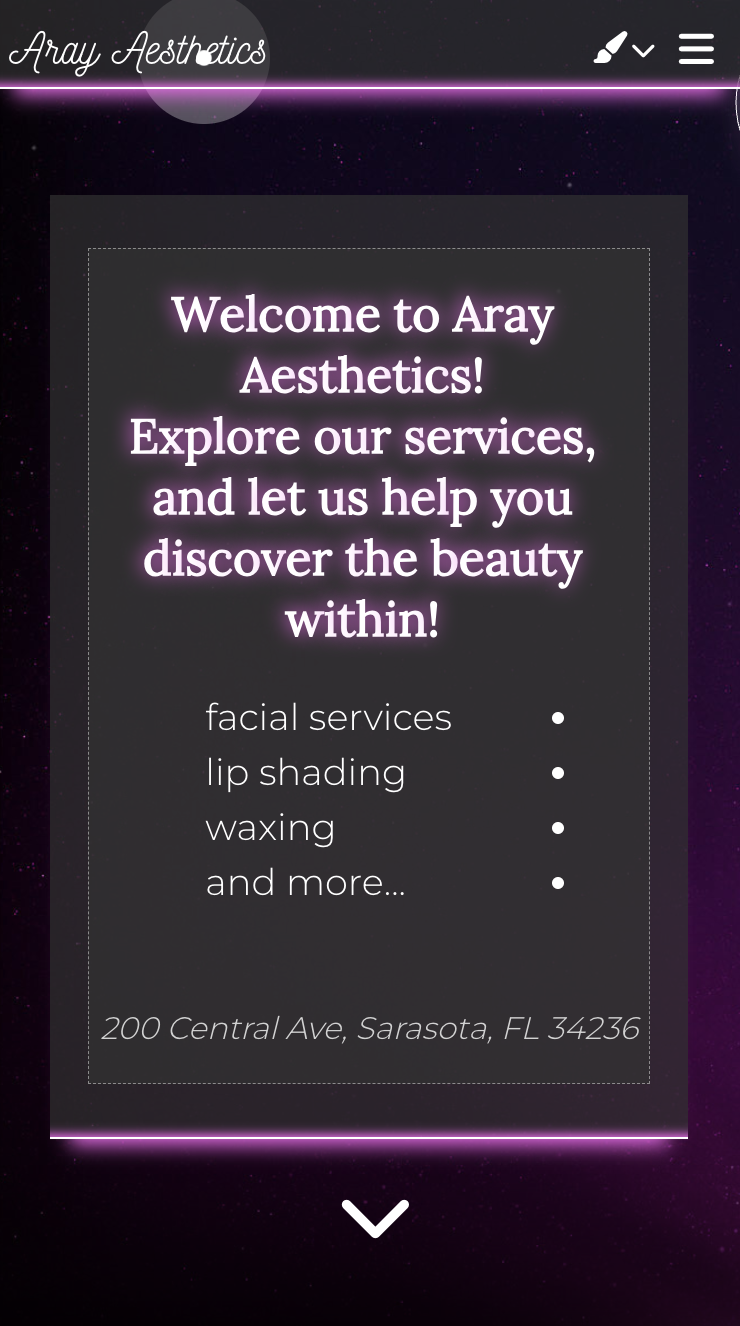 Aray Aesthetics
Welcome to Aray
Aesthetics!
Explore our services,
and let us help you
discover the beauty
within!
facial services •
lip shading •
waxing •
and more... •
200 Central Ave, Sarasota, FL 34236